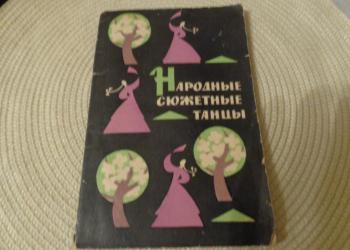 Народные
сюжетные
танцы